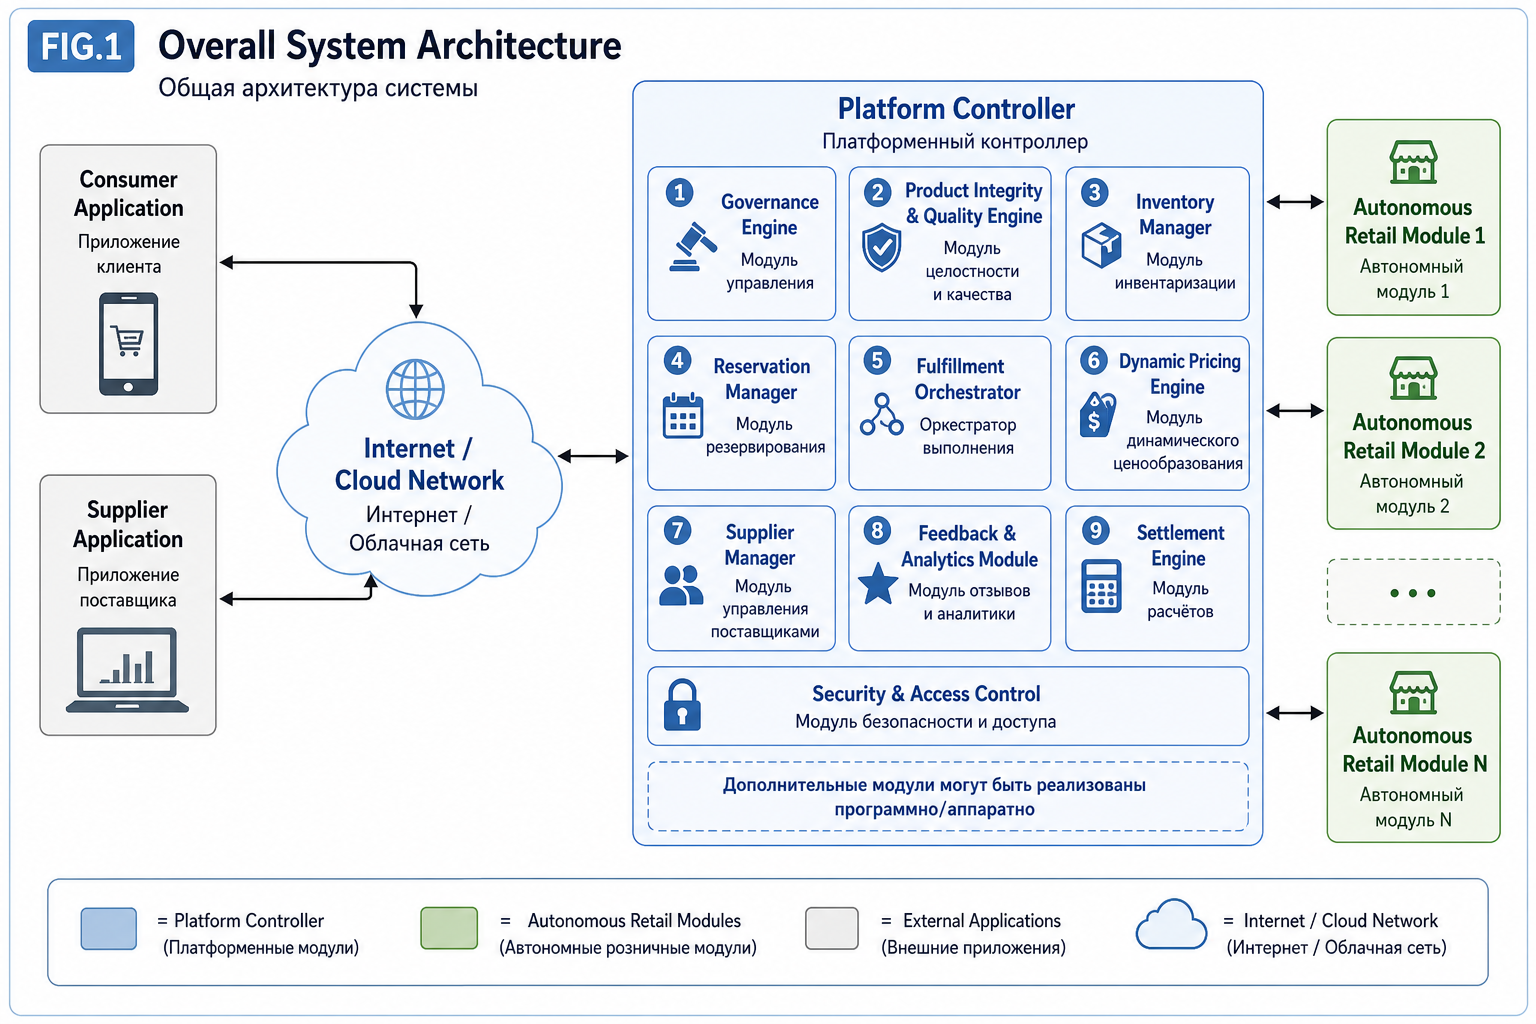 FIG.1
Overall System Architecture
Общая архитектура системы
Consumer
Application
Приложение
клиента
Supplier
Application
Приложение
поставщика
Internet /
Cloud Network
Интернет /
Облачная сеть
Platform Controller
Платформенный контроллер
1
Governance
Engine
Модуль
управления
2
Product Integrity
& Quality Engine
Модуль
целостности
и качества
3
Inventory
Manager
Модуль
инвентаризации
4
Reservation
Manager
Модуль
резервирования
5
Fulfillment
Orchestrator
Оркестратор
выполнения
6
Dynamic Pricing
Engine
$
Модуль
динамического
ценообразования
7
Supplier
Manager
Модуль
управления
поставщиками
8
Feedback &
Analytics Module
Модуль отзывов
и аналитики
9
Settlement
Engine
Модуль
расчётов
Security & Access Control
Модуль безопасности и доступа
Дополнительные модули могут быть реализованы
программно/аппаратно
Autonomous
Retail Module 1
Автономный
модуль 1
Autonomous
Retail Module 2
Автономный
модуль 2
• • •
Autonomous
Retail Module N
Автономный
модуль N
= Platform Controller
(Платформенные модули)
= Autonomous Retail Modules
(Автономные розничные модули)
= External Applications
(Внешние приложения)
= Internet / Cloud Network
(Интернет / Облачная сеть)